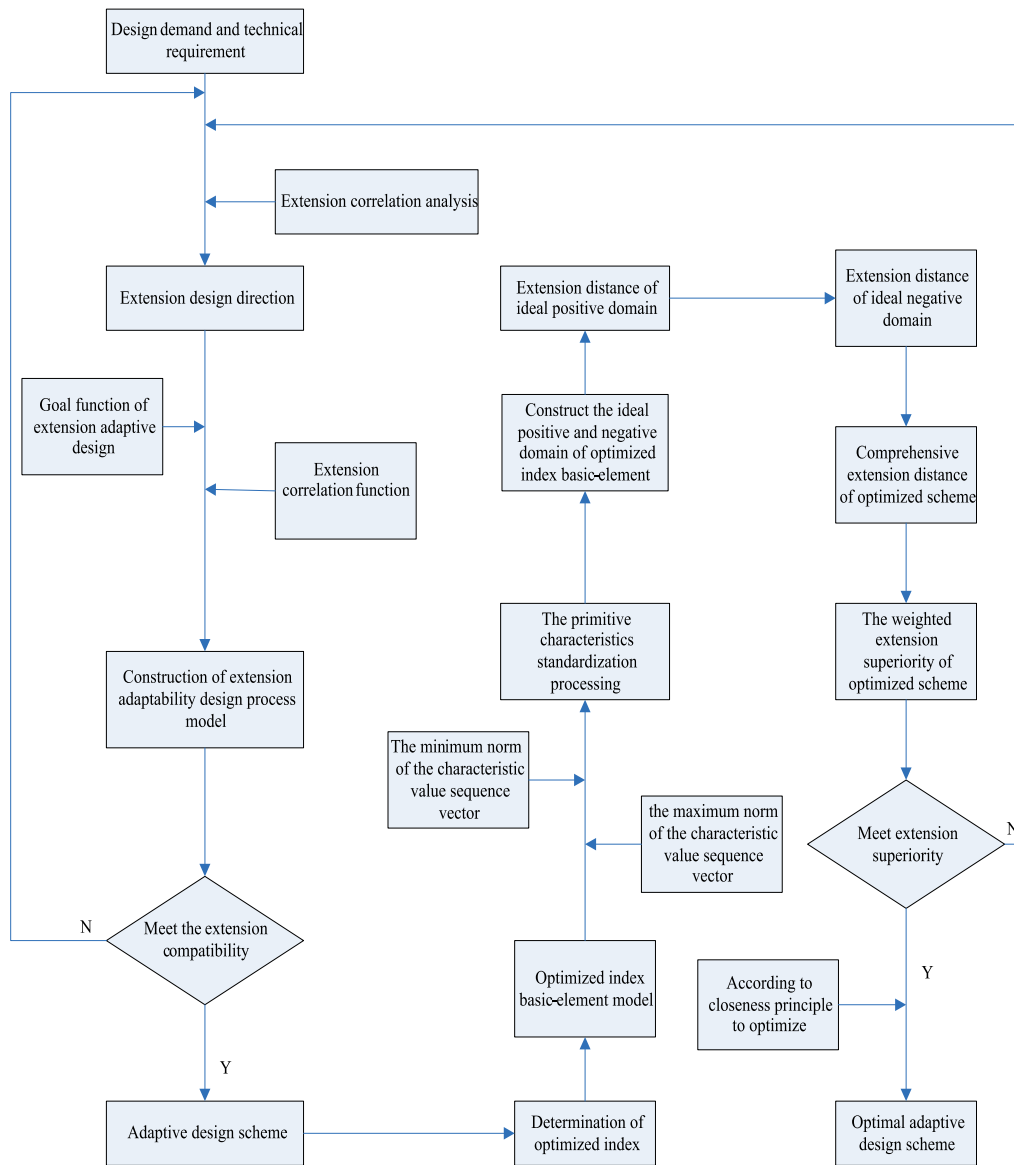 Design demand and technical
requirement
Extension correlation analysis
Extension design direction
Goal function of
extension adaptive
design
Extension
correlation function
Construction of extension
adaptability design process
model
Meet the extension
compatibility
N
Y
Adaptive design scheme
Determination of
optimized index
Optimized index
basic-element model
the maximum norm
of the characteristic
value sequence
vector
The minimum norm
of the characteristic
value sequence
vector
The primitive
characteristics
standardization
processing
Construct the ideal
positive and negative
domain of optimized
index basic-element
Extension distance of
ideal positive domain
Extension distance
of ideal negative
domain
Comprehensive
extension distance
of optimized scheme
The weighted
extension
superiority of
optimized scheme
Meet extension
superiority
N
Y
According to
closeness principle
to optimize
Optimal adaptive
design scheme